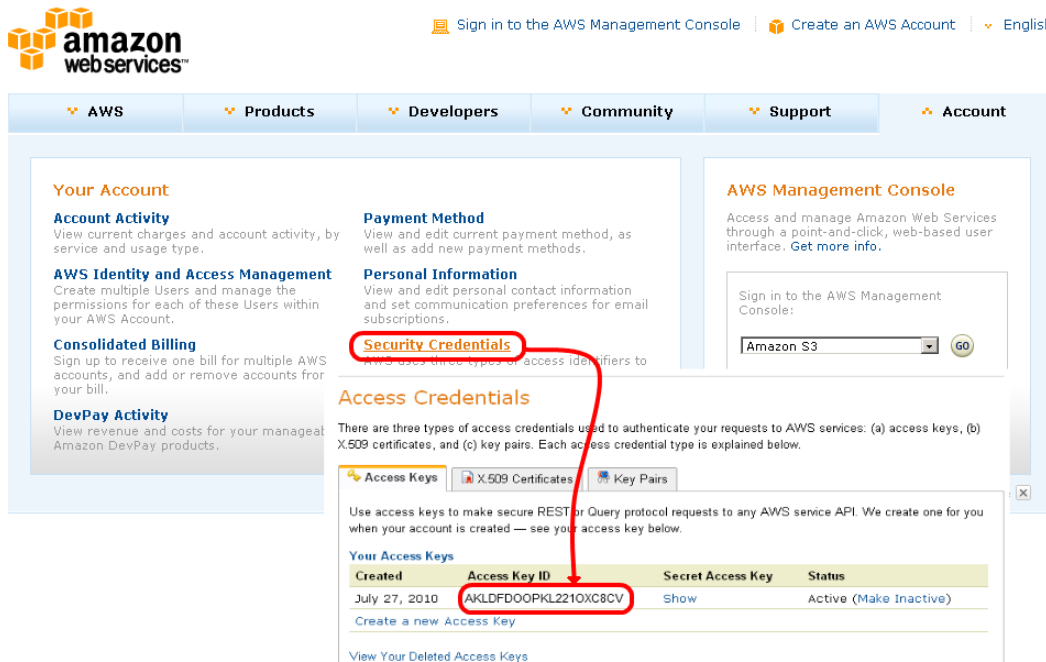 Sign in to the AWS Management Console
Create an AWS Account
amazon
webservices™
AWS
Products
Developers
Community
Support
Account
Your Account
Account Activity
View current charges and account activity, by
service and usage type.
AWS Identity and Access Management
Create multiple Users and manage the
permissions for each of these Users within
your AWS Account.
Consolidated Billing
Sign up to receive one bill for multiple AWS
accounts, and add or remove accounts from
your bill.
DevPay Activity
View revenue and costs for your
Amazon DevPay products.
Payment Method
View and edit current payment method, as
well as add new payment methods.
Personal Information
View and edit personal contact information
and set communication preferences for email
subscriptions.
Security Credentials
AWS uses three types of access identifiers to
AWS Management Console
Access and manage Amazon Web Services
through a point-and-click, web-based user
interface. Get more info.
Sign in to the AWS Management
Console:
Amazon S3
GO
Access Credentials
There are three types of access credentials used to authenticate your requests to AWS services: (a) access keys, (b)
X.509 certificates, and (c) key pairs. Each access credential type is explained below.
Access Keys
X.509 Certificates
Key Pairs
Use access keys to make secure REST or Query protocol requests to any AWS service API. We create one for you
when your account is created — see your access key below.
Your Access Keys
Created Access Key ID Secret Access Key Status
July 27, 2010 AKLDFDOOPKL221OXC8CV Show Active (Make Inactive)
Create a new Access Key
View Your Deleted Access Keys